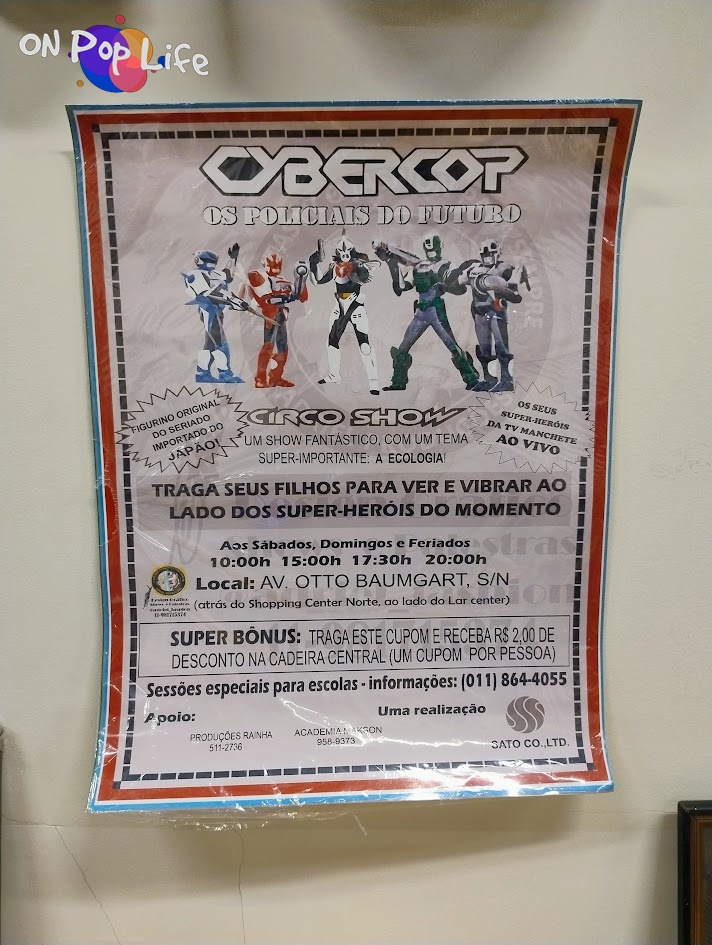 ON POP LIFE
CYBERCOP
OS POLICIAIS DO FUTURO
FIGURINO ORIGINAL
DO SERIADO
IMPORTADO DO
JAPÃO!
CIRCO SHOW
UM SHOW FANTÁSTICO, COM UM TEMA
SUPER-IMPORTANTE: A ECOLOGIA!
OS SEUS
SUPER-HERÓIS
DA TV MANCHETE
AO VIVO
TRAGA SEUS FILHOS PARA VER E VIBRAR AO
LADO DOS SUPER-HERÓIS DO MOMENTO
Aos Sábados, Domingos e Feriados
10:00h 15:00h 17:30h 20:00h
Local: AV. OTTO BAUMGART, S/N
(atrás do Shopping Center Norte, ao lado do Lar center)
SUPER BÔNUS: TRAGA ESTE CUPOM E RECEBA R$ 2,00 DE
DESCONTO NA CADEIRA CENTRAL (UM CUPOM POR PESSOA)
Sessões especiais para escolas - informações: (011) 864-4055
Apoio:
PRODUÇÕES RAINHA
511-2736
ACADEMIA
958-9373
Uma realização
SATO CO.,LTD.